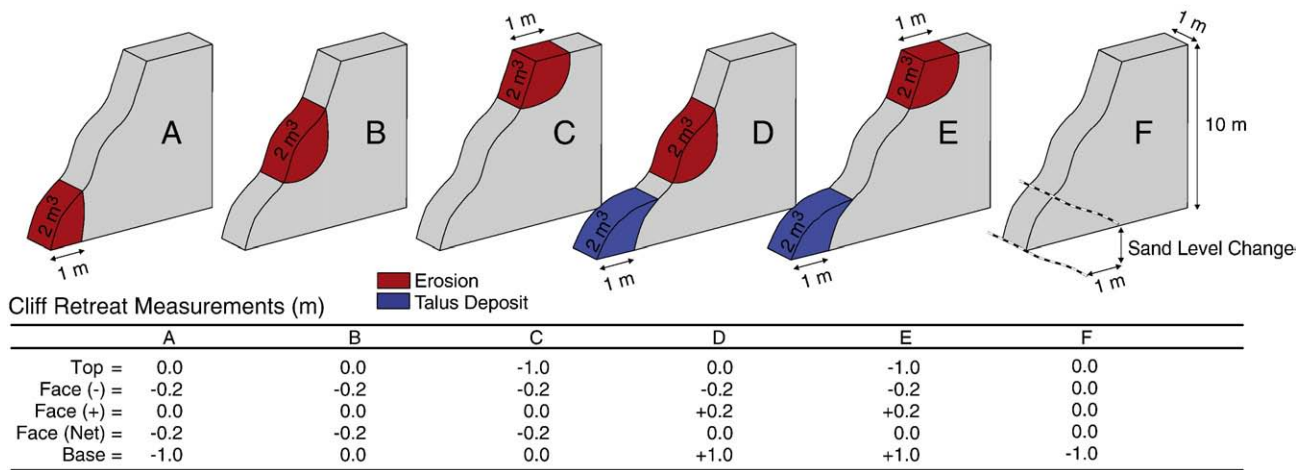 1 m 1 m 1 m
2 m³ 2 m³ 2 m³ 2 m³ 2 m³
A B C D E F
10 m
2 m³ 2 m³
1 m 1 m 1 m 1 m
Sand Level Change
Erosion
Talus Deposit
Cliff Retreat Measurements (m)
A B C D E F
Top = 0.0 0.0 -1.0 0.0 -1.0 0.0
Face (-) = -0.2 -0.2 -0.2 -0.2 -0.2 0.0
Face (+) = 0.0 0.0 0.0 +0.2 +0.2 0.0
Face (Net) = -0.2 -0.2 -0.2 0.0 0.0 0.0
Base = -1.0 0.0 0.0 +1.0 +1.0 -1.0